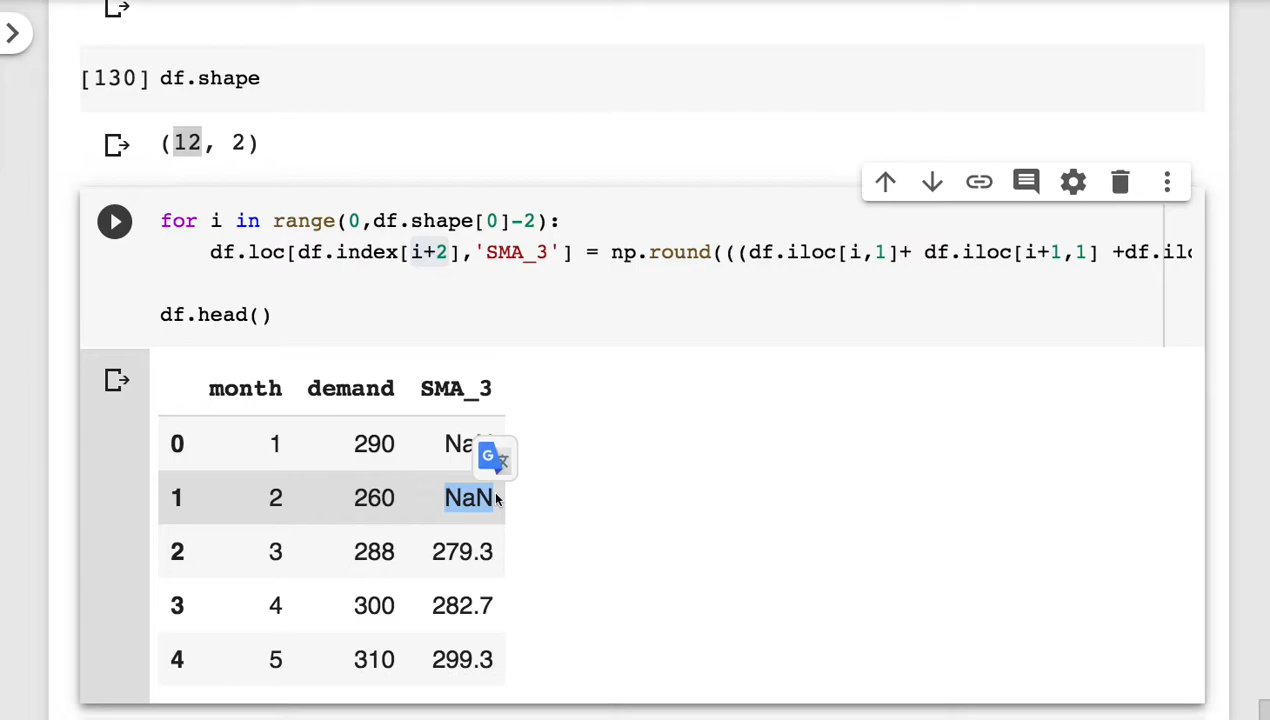 [130] df.shape
(12, 2)
for i in range(0,df.shape[0]-2):
df.loc[df.index[i+2],'SMA_3'] = np.round(((df.iloc[i,1]+ df.iloc[i+1,1] +df.ilo
df.head()
month demand SMA_3
0 1 290 Na
1 2 260 NaN
2 3 288 279.3
3 4 300 282.7
4 5 310 299.3